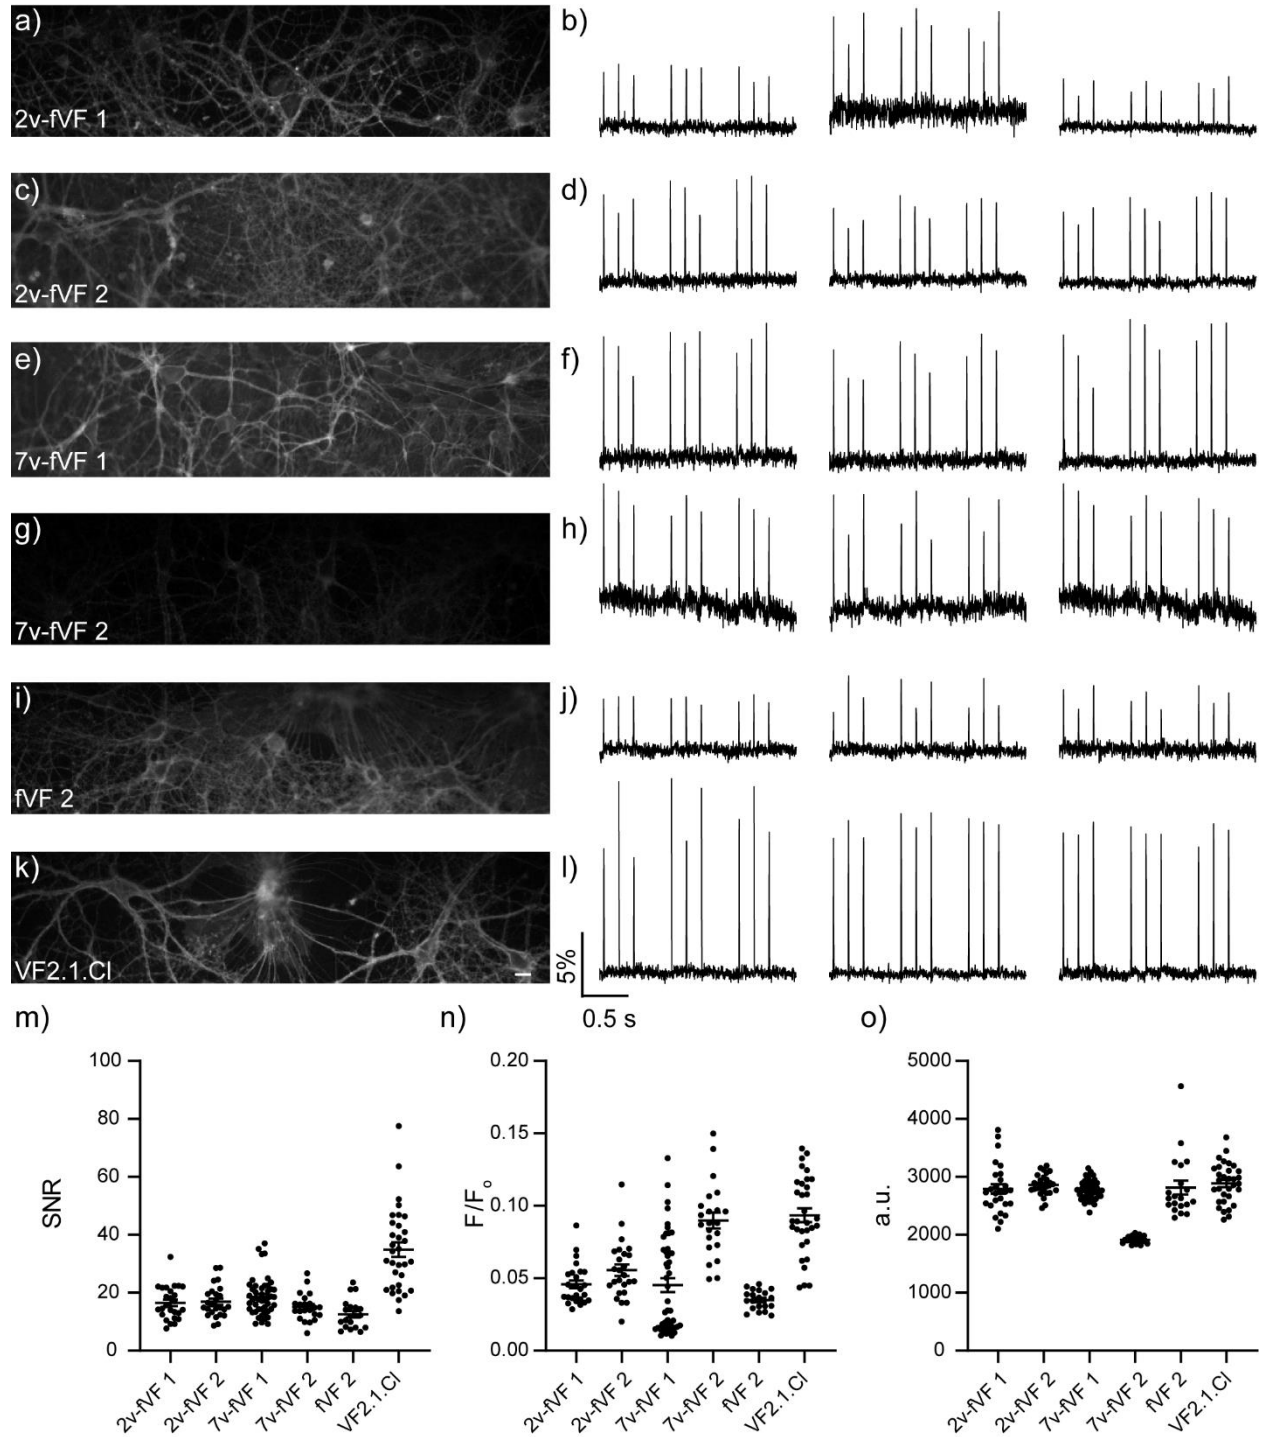 a)
2v-fVF 1
b)
c)
2v-fVF 2
d)
e)
7v-fVF 1
f)
g)
7v-fVF 2
h)
i)
fVF 2
j)
k)
VF2.1.Cl
l)
5%
0.5 s
m)
100
80
60
40
20
0
SNR
2v-fVF 1
2v-fVF 2
7v-fVF 1
7v-fVF 2
fVF 2
VF2.1.Cl
n)
0.20
0.15
0.10
0.05
0.00
F/Fo
2v-fVF 1
2v-fVF 2
7v-fVF 1
7v-fVF 2
fVF 2
VF2.1.Cl
o)
5000
4000
3000
2000
1000
0
a.u.
2v-fVF 1
2v-fVF 2
7v-fVF 1
7v-fVF 2
fVF 2
VF2.1.Cl